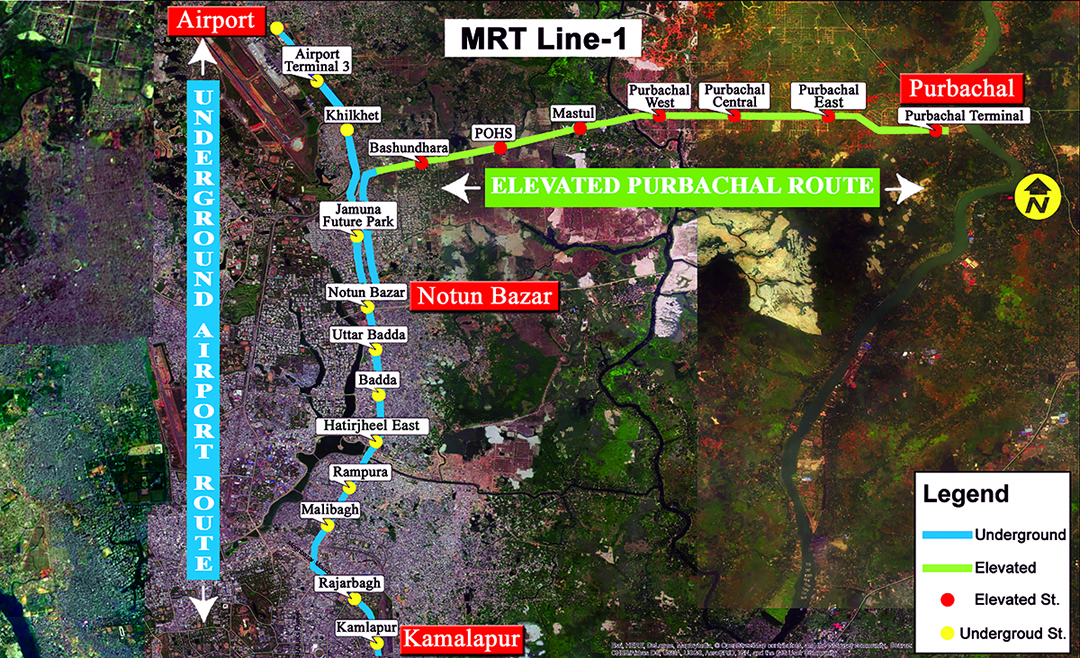 MRT Line-1
Airport
Airport
Terminal 3
Khilkhet
Bashundhara
POHS
Mastul
Purbachal
West
Purbachal
Central
Purbachal
East
Purbachal
Purbachal Terminal
UNDERGROUND AIRPORT ROUTE
ELEVATED PURBACHAL ROUTE
N
Jamuna
Future Park
Notun Bazar
Notun Bazar
Uttar Badda
Badda
Hatirjheel East
Rampura
Malibagh
Rajarbagh
Kamlapur
Kamalapur
Legend
Underground
Elevated
Elevated St.
Undergroud St.